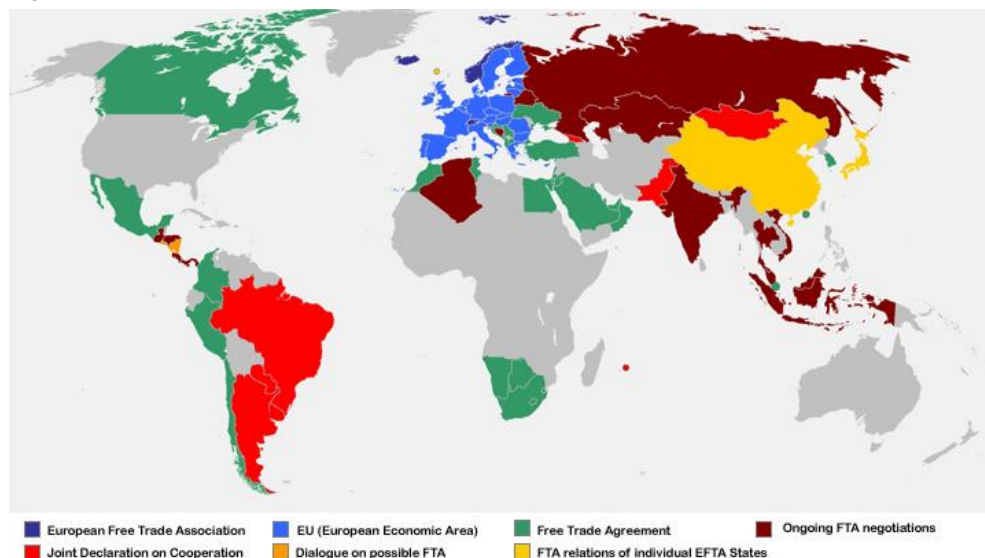 European Free Trade Association EU (European Economic Area) Free Trade Agreement Ongoing FTA negotiations
Joint Declaration on Cooperation Dialogue on possible FTA FTA relations of individual EFTA States